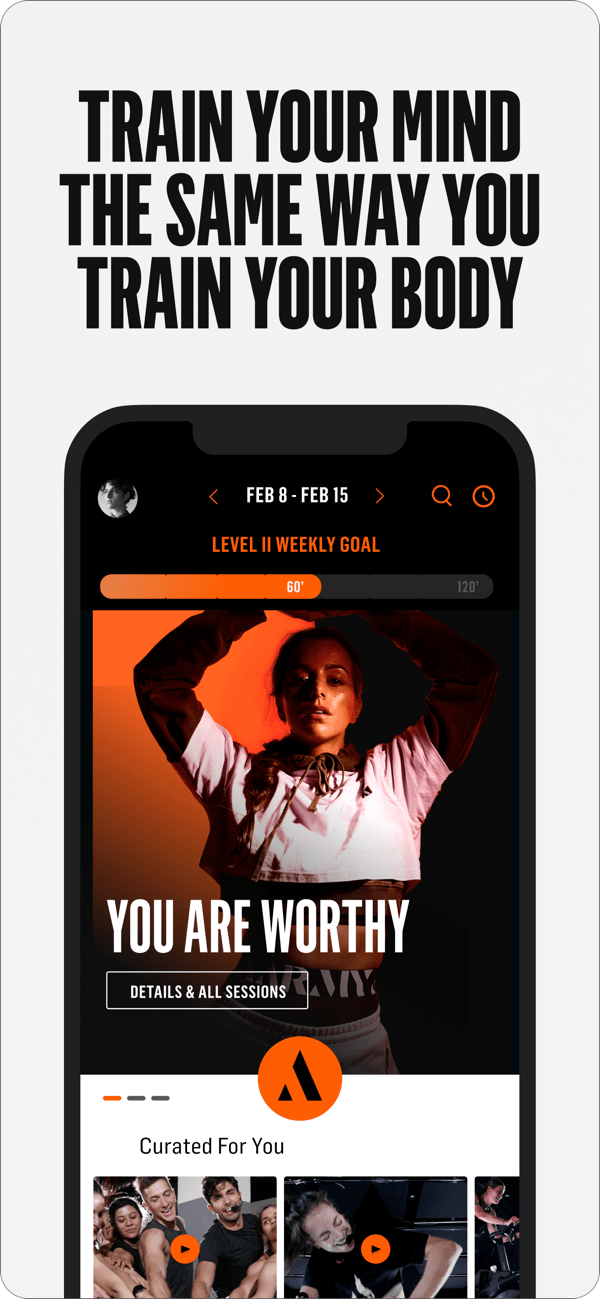 TRAIN YOUR MIND
THE SAME WAY YOU
TRAIN YOUR BODY
FEB 8 - FEB 15
LEVEL II WEEKLY GOAL
60' 120'
YOU ARE WORTHY
ARMY
DETAILS & ALL SESSIONS
Curated For You